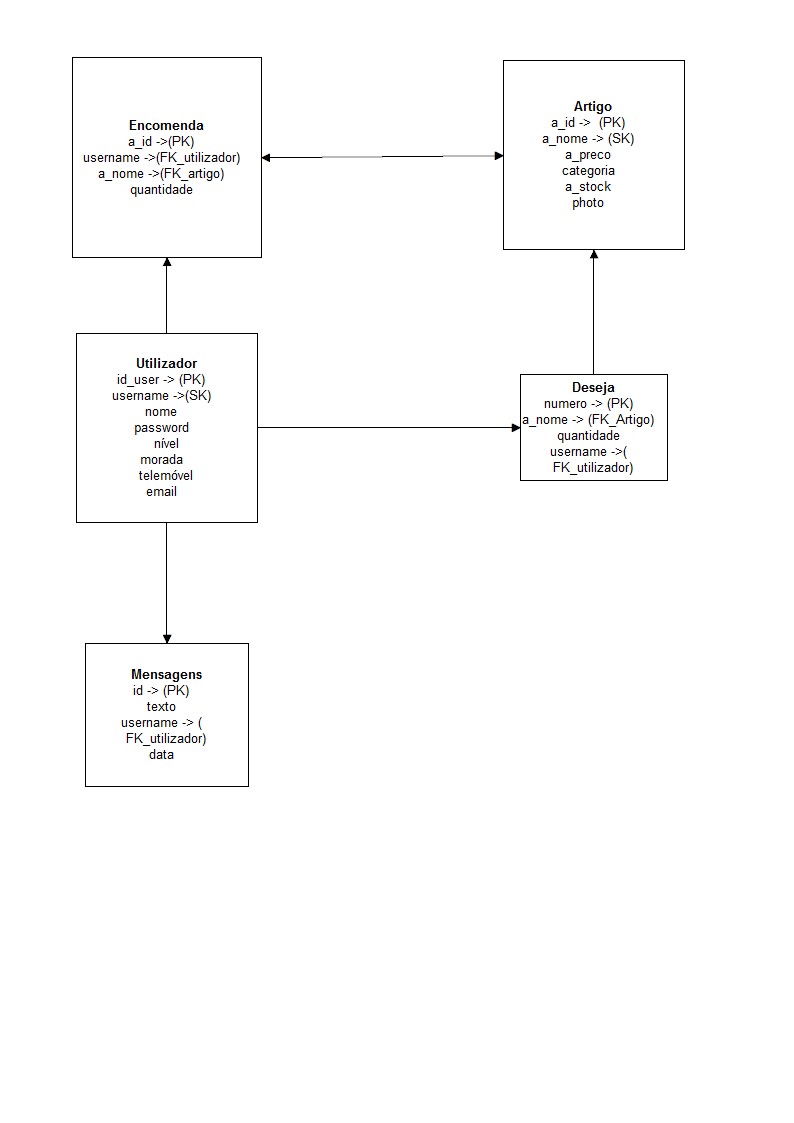 Encomenda
a_id ->(PK)
username ->(FK_utilizador)
a_nome ->(FK_artigo)
quantidade
Artigo
a_id ->  (PK)
a_nome -> (SK)
a_preco
categoria
a_stock
photo
Utilizador
id_user -> (PK)
username ->(SK)
nome
password
nível
morada
telemóvel
email
Deseja
numero -> (PK)
a_nome -> (FK_Artigo)
quantidade
username ->(
FK_utilizador)
Mensagens
id -> (PK)
texto
username -> (
FK_utilizador)
data